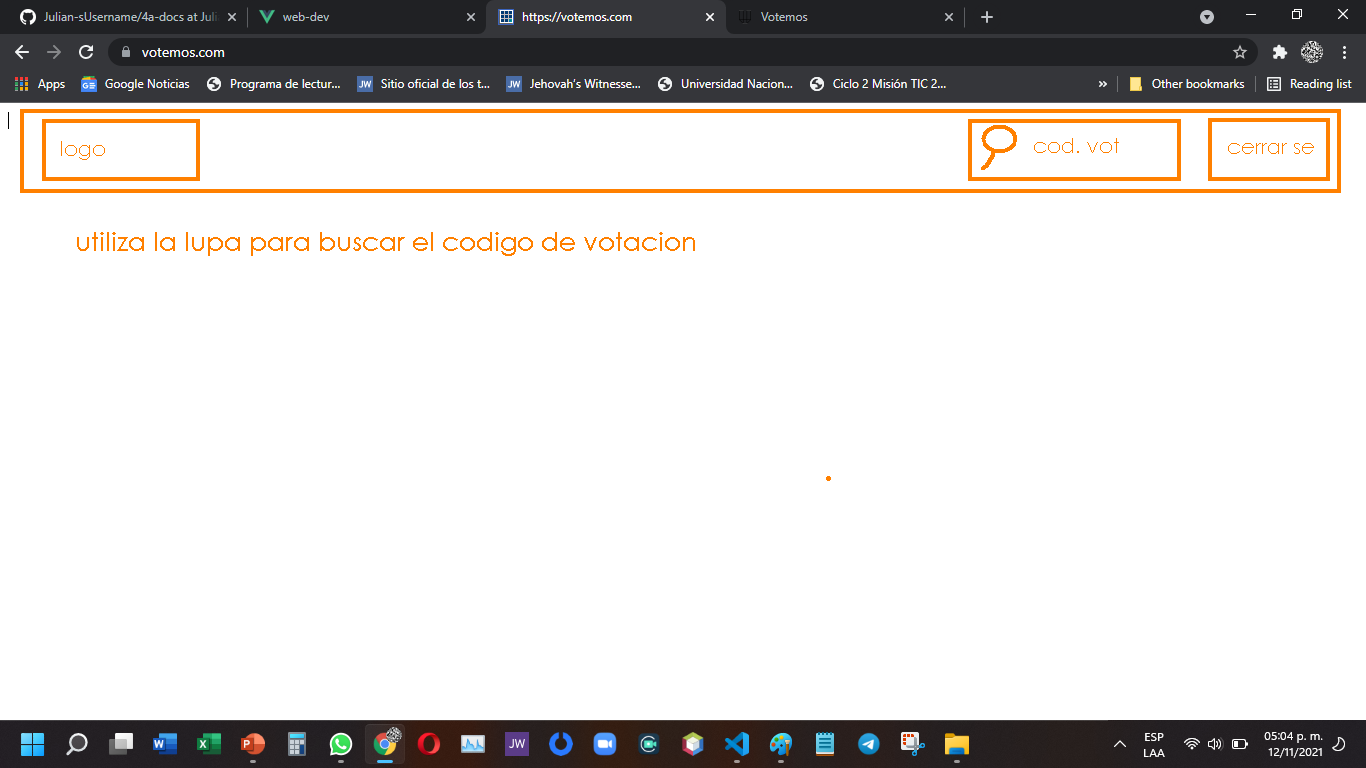 Julian-sUsername/4a-docs at Juli
web-dev
https://votemos.com
Votemos
votemos.com
Apps
Google Noticias
Programa de lectur...
Sitio oficial de los t...
Jehovah's Witnesse...
Universidad Nacion...
Ciclo 2 Misión TIC 2...
»
Other bookmarks
Reading list
logo
cod. vot
cerrar se
utiliza la lupa para buscar el codigo de votacion
ESP
LAA
05:04 p. m.
12/11/2021